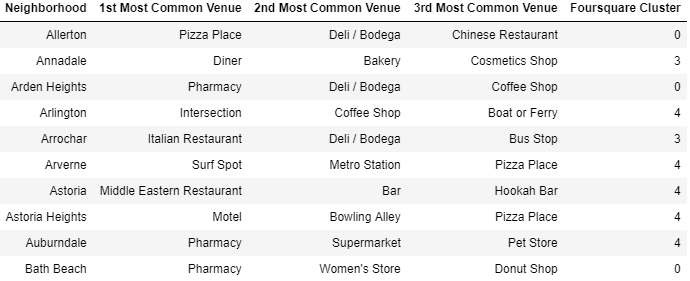 Neighborhood 1st Most Common Venue 2nd Most Common Venue 3rd Most Common Venue Foursquare Cluster
Allerton Pizza Place Deli / Bodega Chinese Restaurant 0
Annadale Diner Bakery Cosmetics Shop 3
Arden Heights Pharmacy Deli / Bodega Coffee Shop 0
Arlington Intersection Coffee Shop Boat or Ferry 4
Arrochar Italian Restaurant Deli / Bodega Bus Stop 3
Arverne Surf Spot Metro Station Pizza Place 4
Astoria Middle Eastern Restaurant Bar Hookah Bar 4
Astoria Heights Motel Bowling Alley Pizza Place 4
Auburndale Pharmacy Supermarket Pet Store 4
Bath Beach Pharmacy Women's Store Donut Shop 0